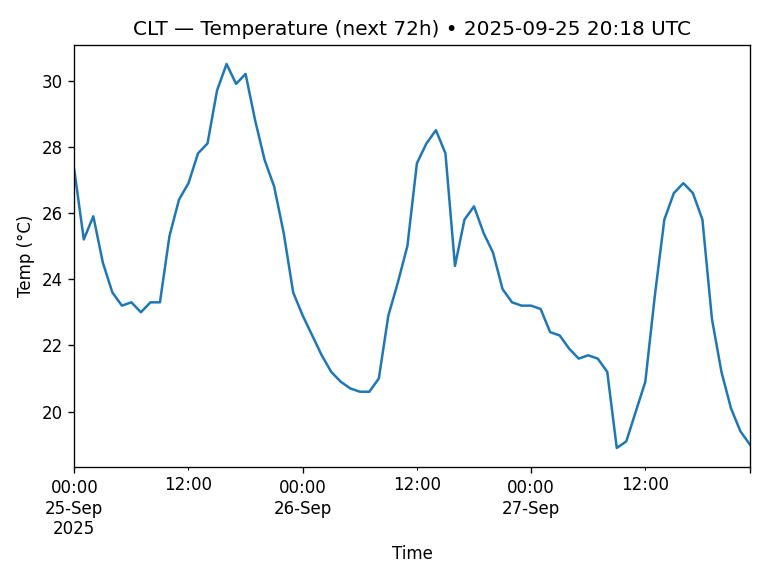 CLT — Temperature (next 72h) • 2025-09-25 20:18 UTC
30
28
26
24
22
20
Temp (°C)
00:00 12:00 00:00 12:00 00:00 12:00
25-Sep 26-Sep 27-Sep
2025
Time